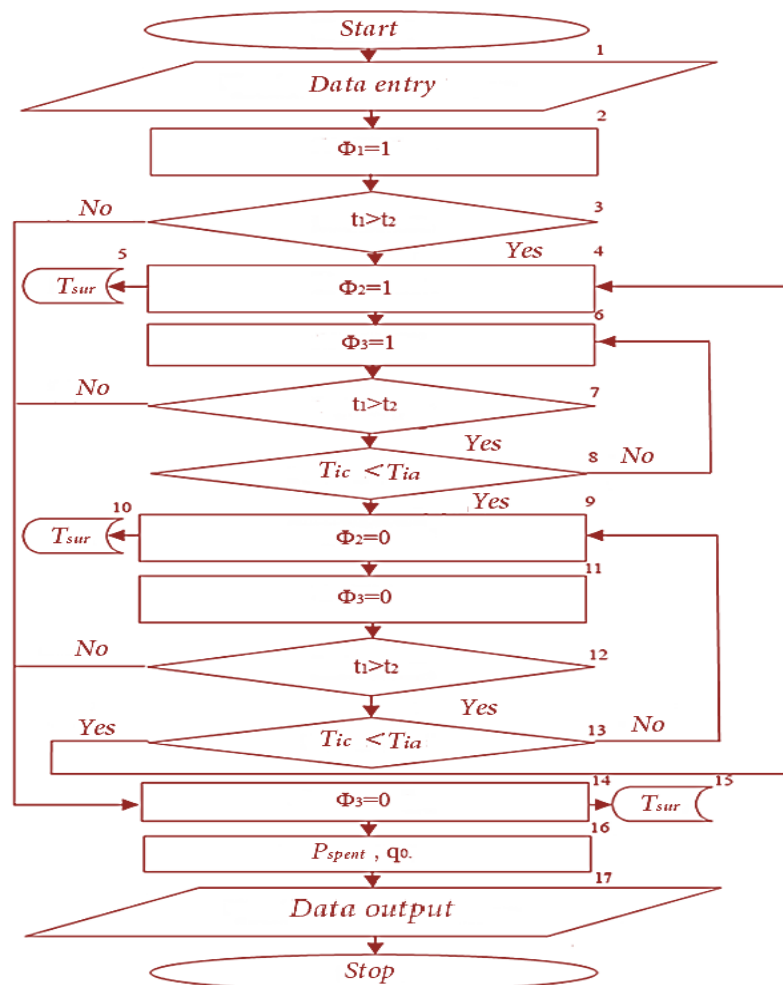 Start
1
Data entry
2
Φ₁=1
No
3
t₁>t₂
Yes
5
4
Tsur
Φ₂=1
6
Φ₃=1
No
7
t₁>t₂
Yes
8
No
Tic <Tia
Yes
10
9
Tsur
Φ₂=0
11
Φ₃=0
No
12
t₁>t₂
Yes
Yes
13
No
Tic <Tia
14
15
Φ₃=0
Tsur
16
Pspent , q₀.
17
Data output
Stop